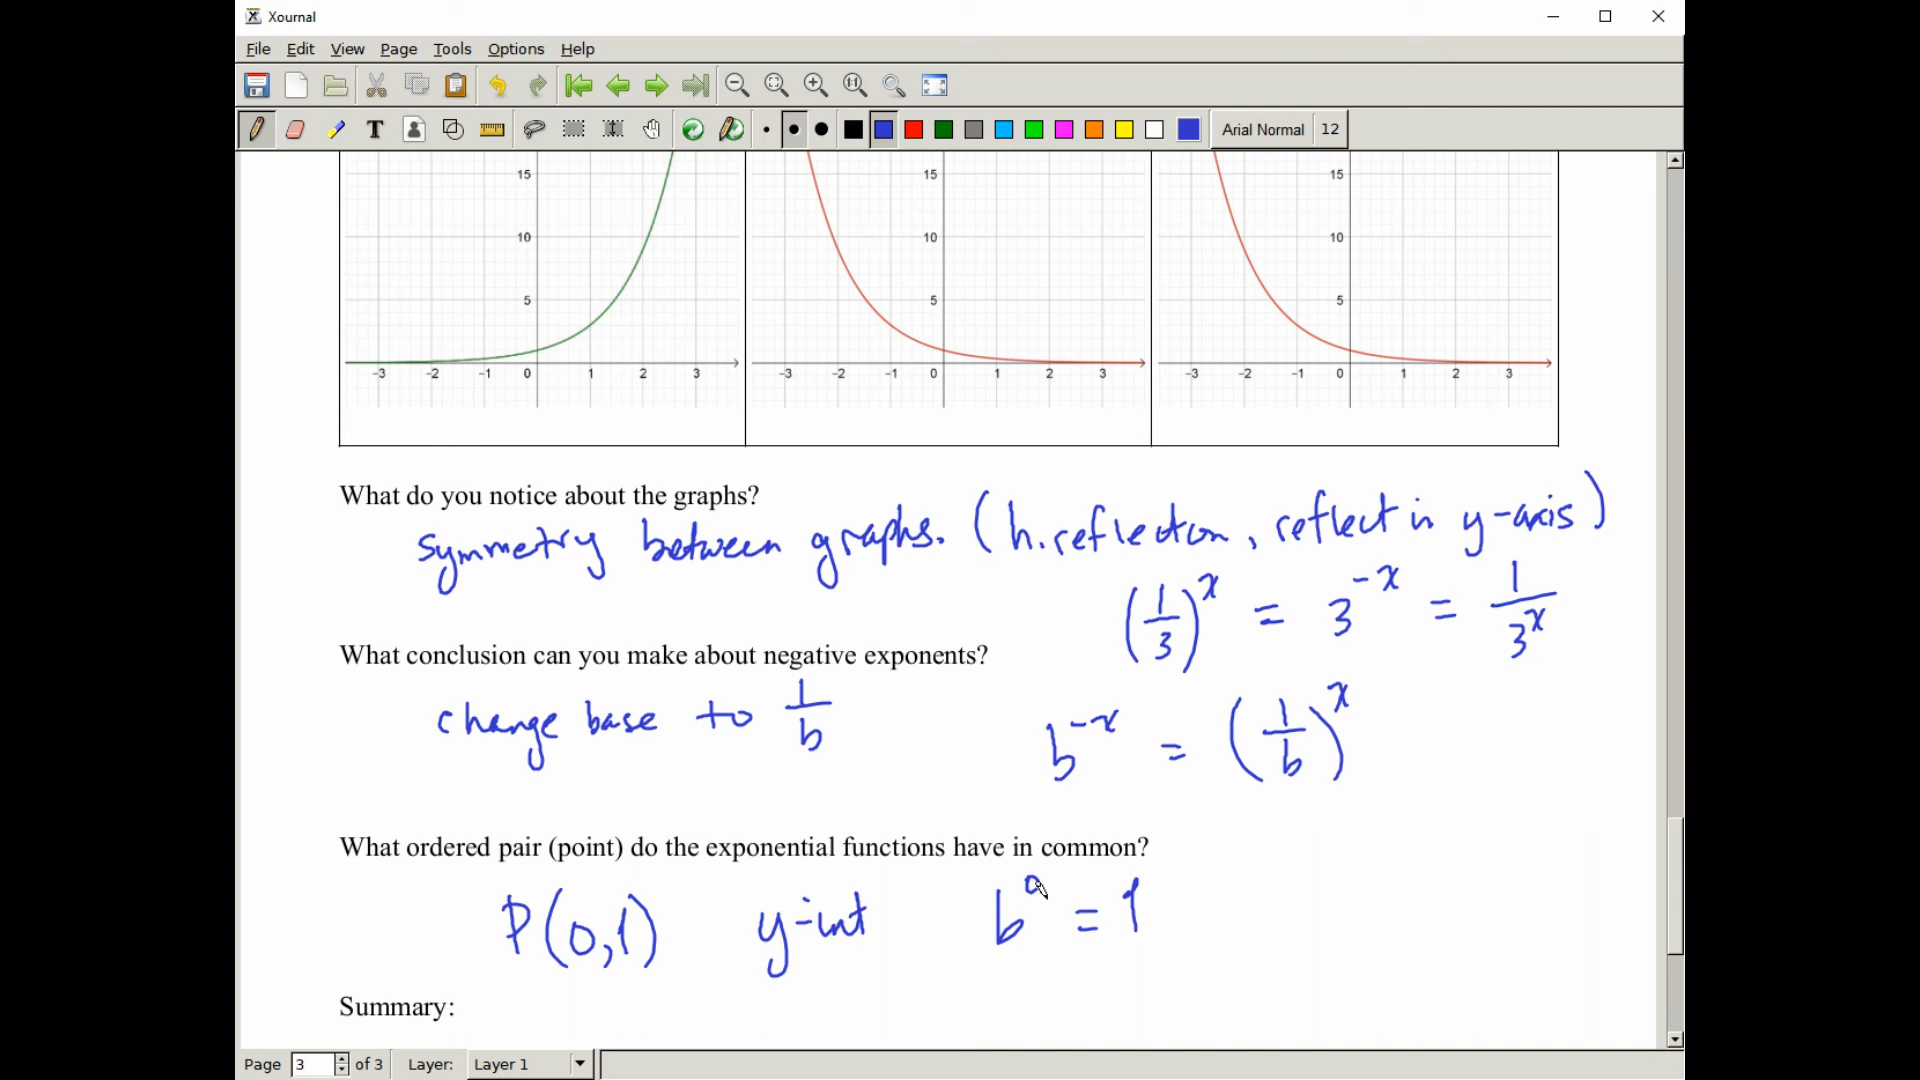 Xournal
File Edit View Page Tools Options Help
Arial Normal 12
15 15 15
10 10 10
5 5 5
−3 −2 −1 0 1 2 3 −3 −2 −1 0 1 2 3 −3 −2 −1 0 1 2 3
What do you notice about the graphs?
symmetry between graphs. (h. reflection, reflect in y-axis)
(1/3)^x = 3^-x = 1/3^x
What conclusion can you make about negative exponents?
change base to 1/b
b^-x = (1/b)^x
What ordered pair (point) do the exponential functions have in common?
P(0,1) y-int b^0 = 1
Summary:
Page 3 of 3 Layer: Layer 1